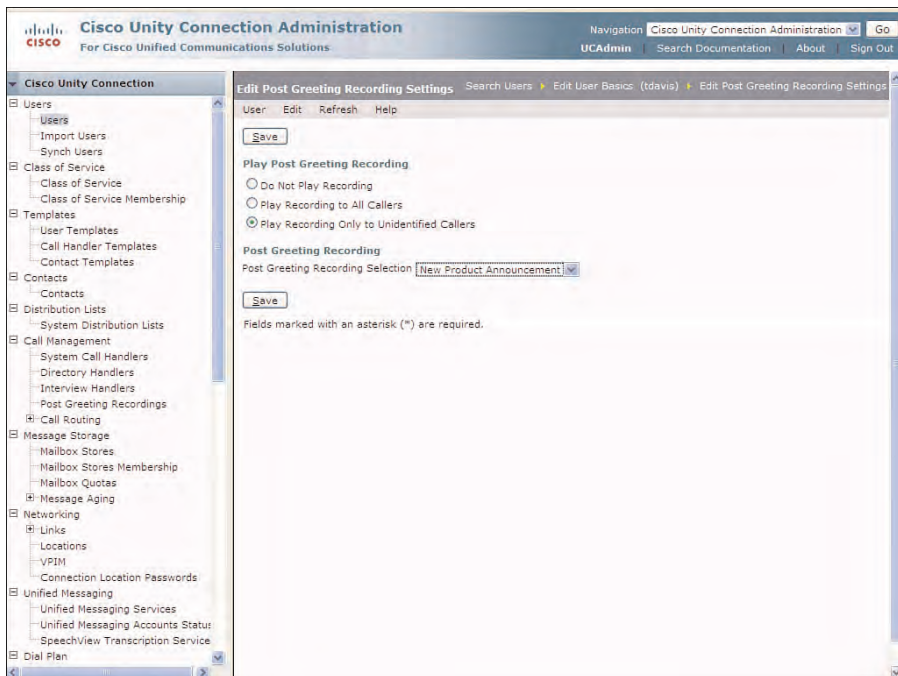 cisco
Cisco Unity Connection Administration
For Cisco Unified Communications Solutions
Navigation Cisco Unity Connection Administration Go
UCAdmin | Search Documentation | About | Sign Out
Cisco Unity Connection
Users
Users
Import Users
Synch Users
Class of Service
Class of Service
Class of Service Membership
Templates
User Templates
Call Handler Templates
Contact Templates
Contacts
Contacts
Distribution Lists
System Distribution Lists
Call Management
System Call Handlers
Directory Handlers
Interview Handlers
Post Greeting Recordings
Call Routing
Message Storage
Mailbox Stores
Mailbox Stores Membership
Mailbox Quotas
Message Aging
Networking
Links
Locations
VPIM
Connection Location Passwords
Unified Messaging
Unified Messaging Services
Unified Messaging Accounts Status
SpeechView Transcription Service
Dial Plan
Edit Post Greeting Recording Settings
Search Users Edit User Basics (tdavis) Edit Post Greeting Recording Settings
User Edit Refresh Help
Save
Play Post Greeting Recording
Do Not Play Recording
Play Recording to All Callers
Play Recording Only to Unidentified Callers
Post Greeting Recording
Post Greeting Recording Selection New Product Announcement
Save
Fields marked with an asterisk (*) are required.